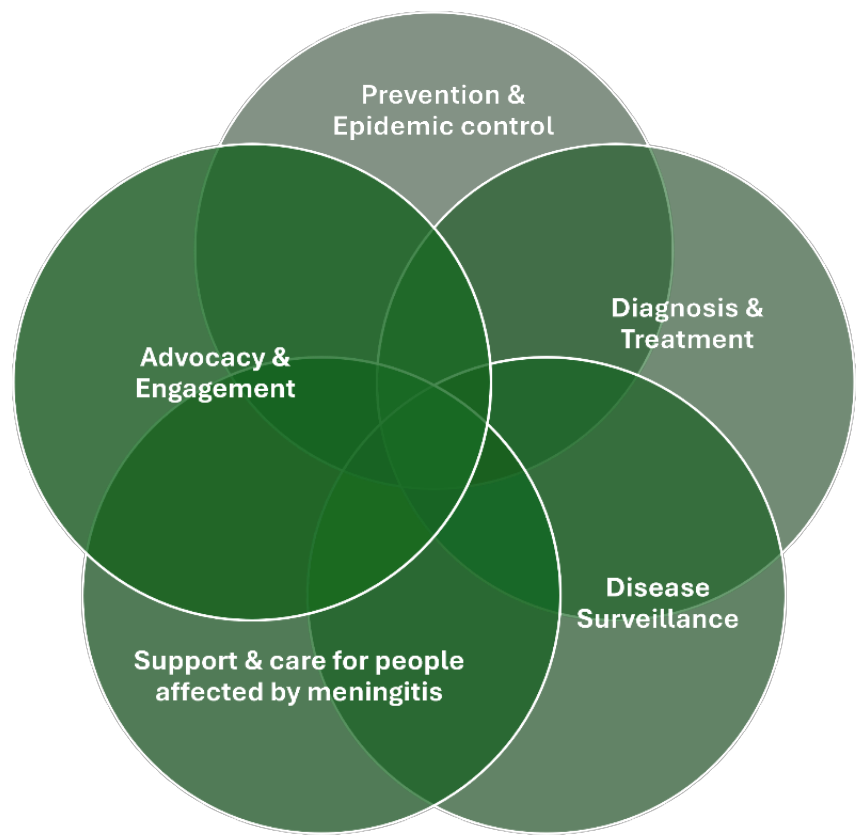 Prevention &
Epidemic control
Diagnosis &
Treatment
Advocacy &
Engagement
Disease
Surveillance
Support & care for people
affected by meningitis